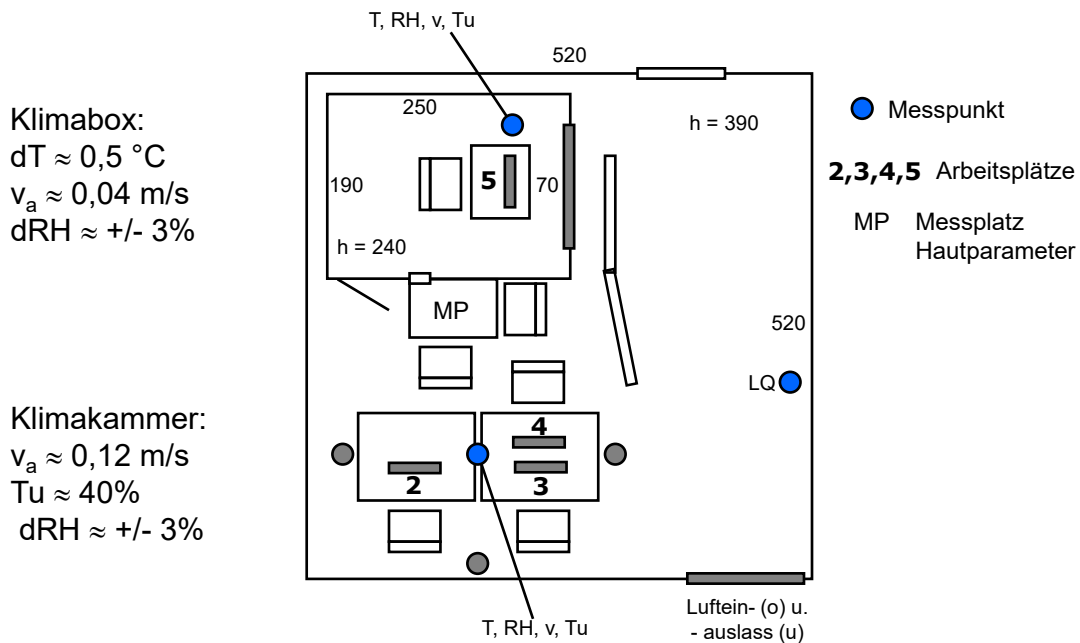 T, RH, v, Tu
520
Klimabox:
dT ≈ 0,5 °C
va ≈ 0,04 m/s
dRH ≈ +/- 3%
250
h = 390
Messpunkt
190
5
70
2,3,4,5 Arbeitsplätze
h = 240
MP Messplatz
Hautparameter
MP
520
LQ
Klimakammer:
va ≈ 0,12 m/s
Tu ≈ 40%
dRH ≈ +/- 3%
4
2
3
T, RH, v, Tu
Luftein- (o) u.
- auslass (u)